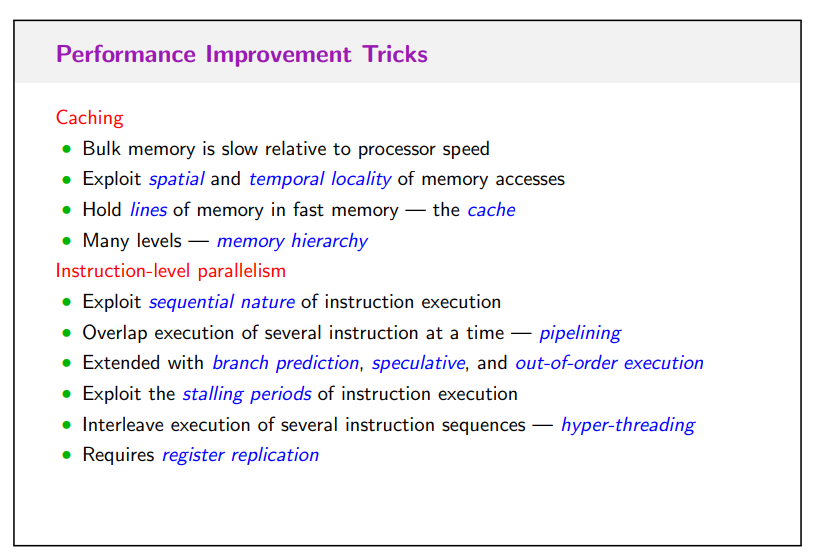 Performance Improvement Tricks
Caching
• Bulk memory is slow relative to processor speed
• Exploit spatial and temporal locality of memory accesses
• Hold lines of memory in fast memory — the cache
• Many levels — memory hierarchy
Instruction-level parallelism
• Exploit sequential nature of instruction execution
• Overlap execution of several instruction at a time — pipelining
• Extended with branch prediction, speculative, and out-of-order execution
• Exploit the stalling periods of instruction execution
• Interleave execution of several instruction sequences — hyper-threading
• Requires register replication